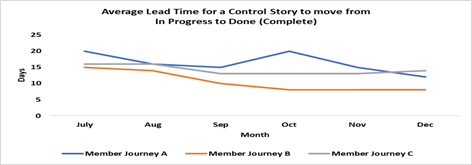 Average Lead Time for a Control Story to move from
In Progress to Done (Complete)
25
20
15
10
5
0
Days
July Aug Sep Oct Nov Dec
Month
Member Journey A Member Journey B Member Journey C